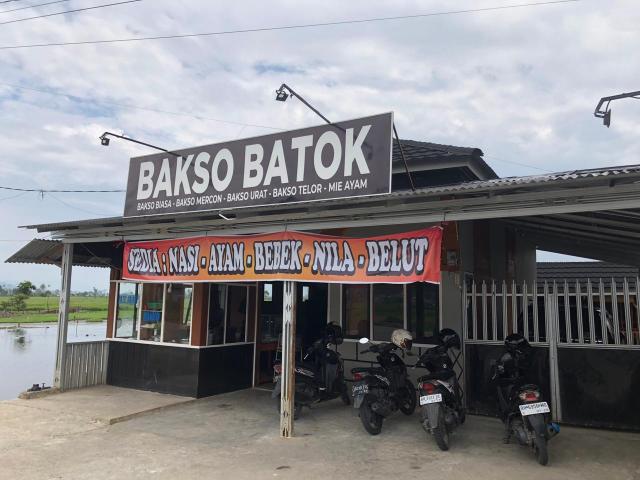 BAKSO BATOK
BAKSO BIASA - BAKSO MERCON - BAKSO URAT - BAKSO TELOR - MIE AYAM
SEDIA : NASI - AYAM - BEBEK - NILA - BELUT